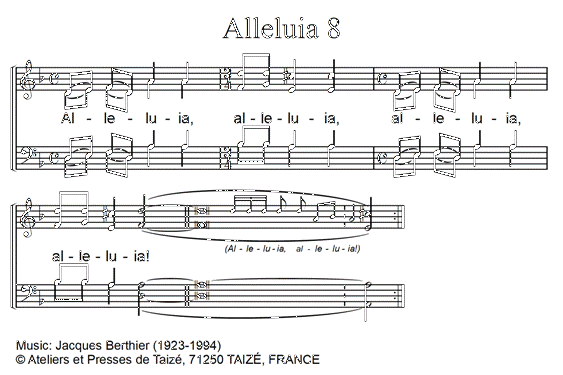 Alleluia 8
Al - le - lu - ia, al - le - lu - ia, al - le - lu - ia,
al - le - lu - ia!
(Al - le - lu - ia, al - le - lu - ia!)
Music: Jacques Berthier (1923-1994)
© Ateliers et Presses de Taizé, 71250 TAIZÉ, FRANCE